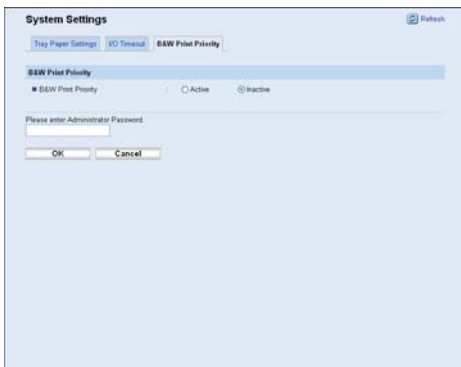 System Settings
Refresh
Tray Paper Settings I/O Timeout B&W Print Priority
B&W Print Priority
B&W Print Priority : Active Inactive
Please enter Administrator Password
OK Cancel